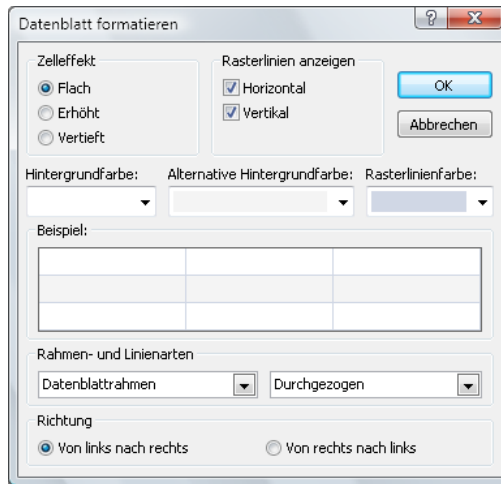 Datenblatt formatieren
Zelleffekt
Flach
Erhöht
Vertieft
Rasterlinien anzeigen
Horizontal
Vertikal
OK
Abbrechen
Hintergrundfarbe:
Alternative Hintergrundfarbe:
Rasterlinienfarbe:
Beispiel:
Rahmen- und Linienarten
Datenblattrahmen
Durchgezogen
Richtung
Von links nach rechts
Von rechts nach links